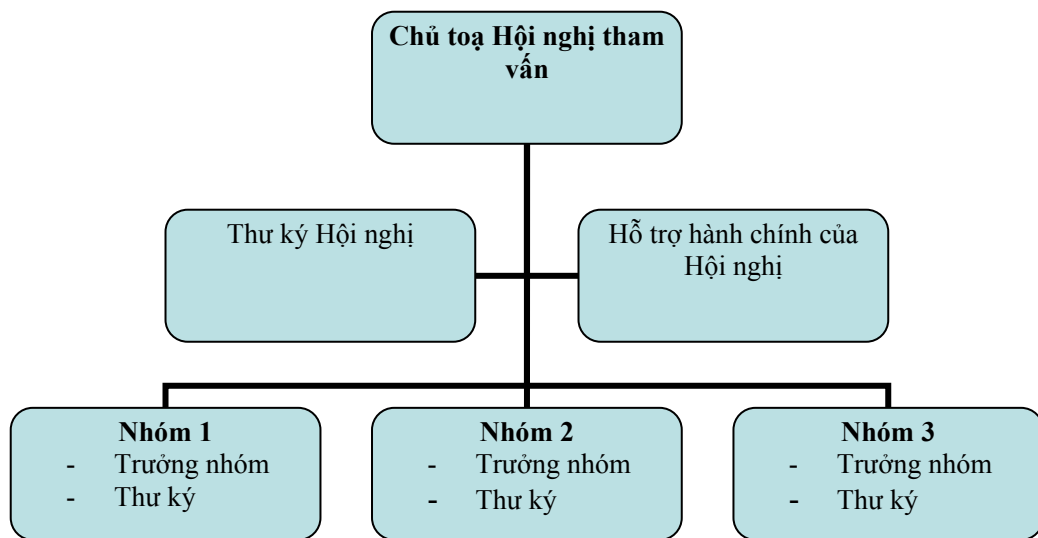 Chủ toạ Hội nghị tham
vấn
Thư ký Hội nghị
Hỗ trợ hành chính của
Hội nghị
Nhóm 1
- Trưởng nhóm
- Thư ký
Nhóm 2
- Trưởng nhóm
- Thư ký
Nhóm 3
- Trưởng nhóm
- Thư ký